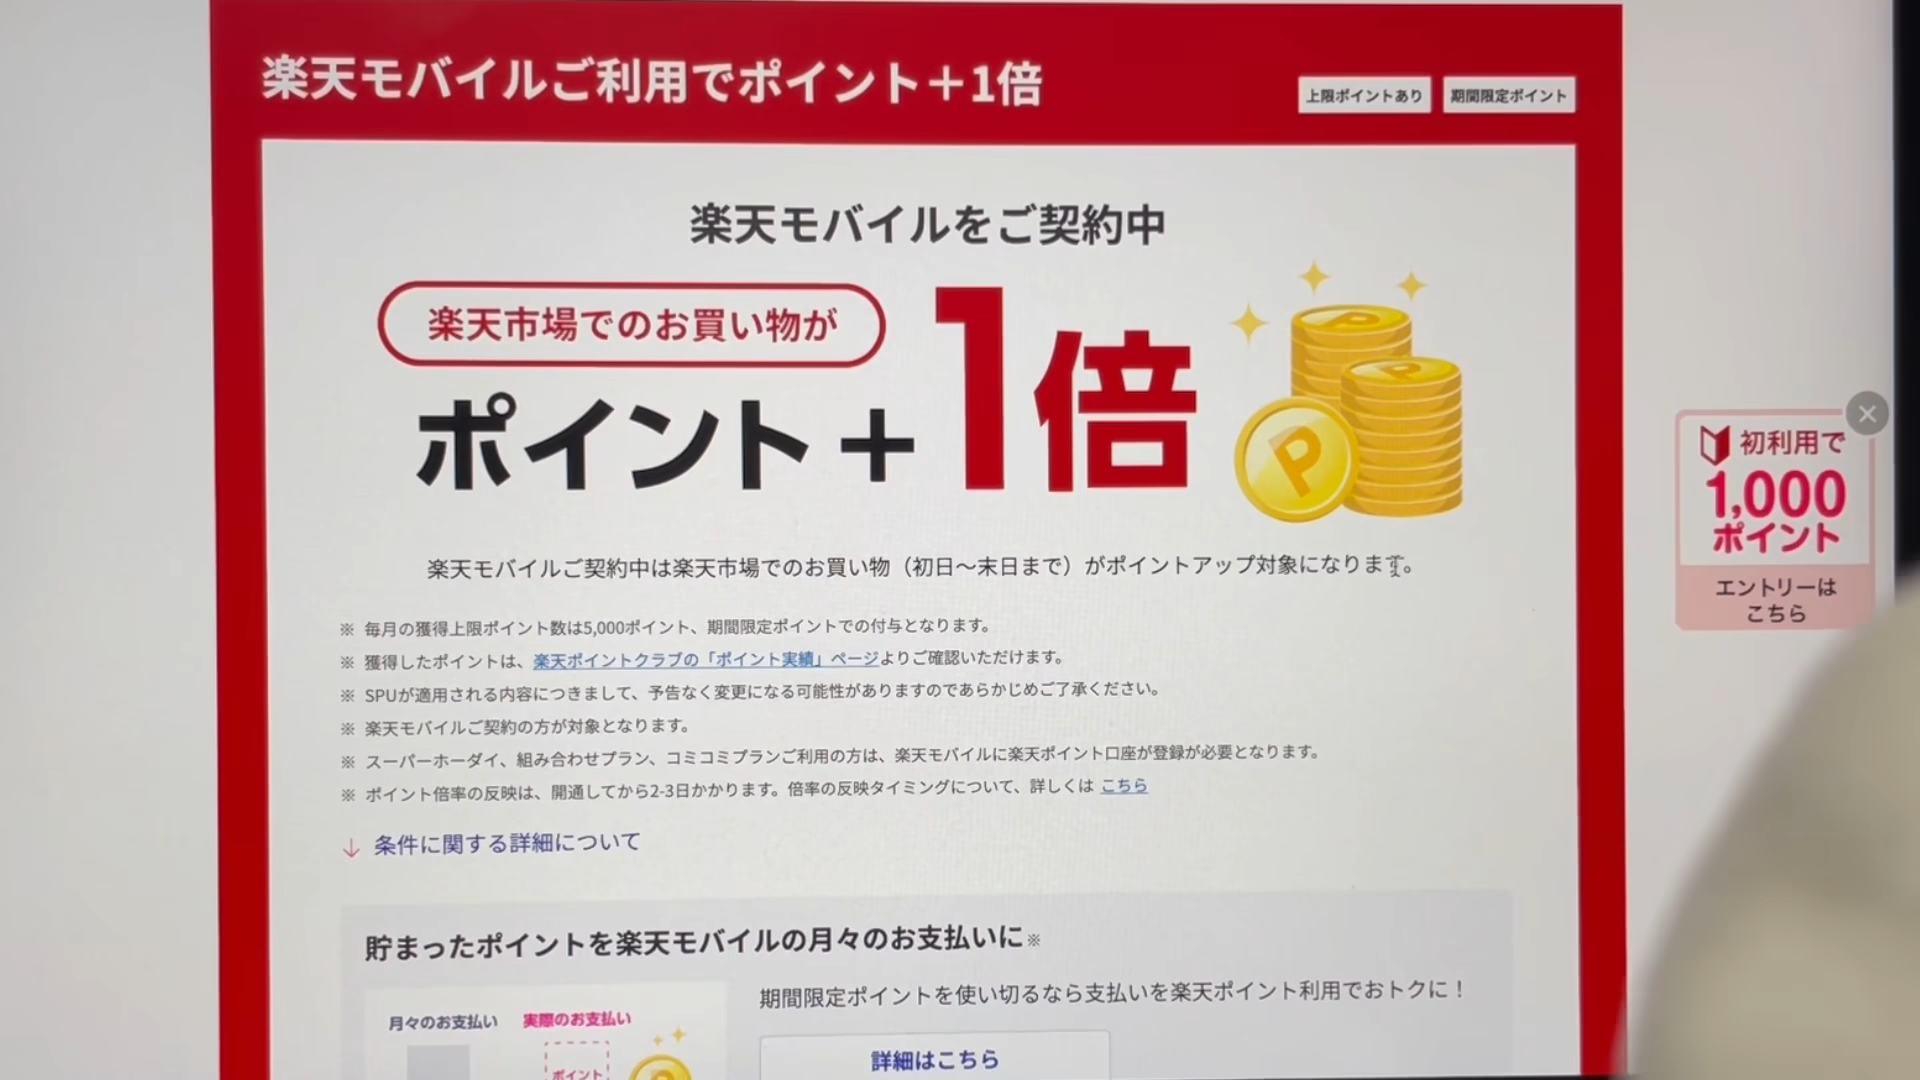 楽天モバイルご利用でポイント＋1倍
上限ポイントあり
期間限定ポイント
楽天モバイルをご契約中
楽天市場でのお買い物が
ポイント＋1倍
楽天モバイルご契約中は楽天市場でのお買い物（初日〜末日まで）がポイントアップ対象になります。
※ 毎月の獲得上限ポイント数は5,000ポイント、期間限定ポイントでの付与となります。
※ 獲得したポイントは、楽天ポイントクラブの「ポイント実績」ページよりご確認いただけます。
※ SPUが適用される内容につきまして、予告なく変更になる可能性がありますのであらかじめご了承ください。
※ 楽天モバイルご契約の方が対象となります。
※ スーパーホーダイ、組み合わせプラン、コミコミプランご利用の方は、楽天モバイルに楽天ポイント口座が登録が必要となります。
※ ポイント倍率の反映は、開通してから2-3日かかります。倍率の反映タイミングについて、詳しくは こちら
↓ 条件に関する詳細について
貯まったポイントを楽天モバイルの月々のお支払いに※
期間限定ポイントを使い切るなら支払いを楽天ポイント利用でおトクに！
月々のお支払い
実際のお支払い
ポイント
詳細はこちら
初利用で
1,000
ポイント
エントリーは
こちら
P
P
P
P